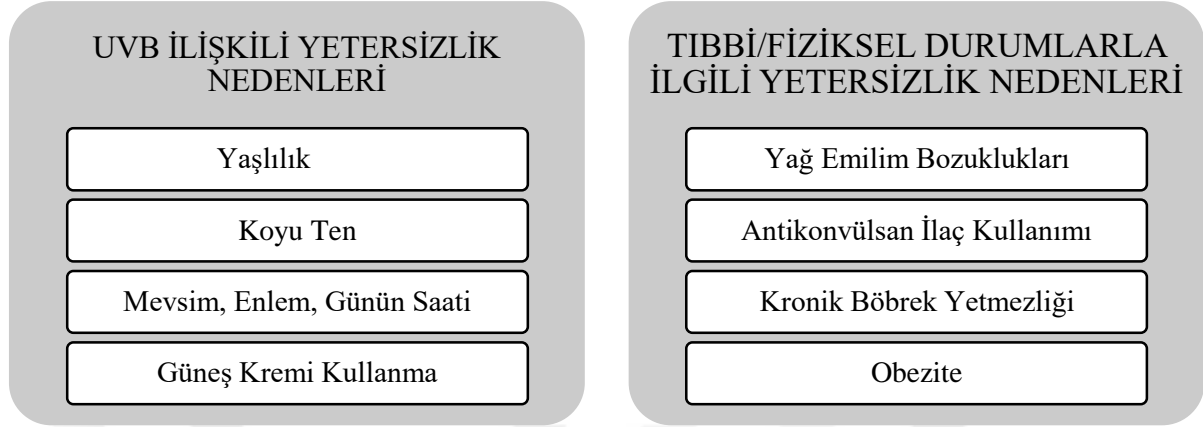 UVB İLİŞKİLİ YETERSİZLİK
NEDENLERİ
Yaşlılık
Koyu Ten
Mevsim, Enlem, Günün Saati
Güneş Kremi Kullanma
TIBBİ/FİZİKSEL DURUMLARLA
İLGİLİ YETERSİZLİK NEDENLERİ
Yağ Emilim Bozuklukları
Antikonvülsan İlaç Kullanımı
Kronik Böbrek Yetmezliği
Obezite